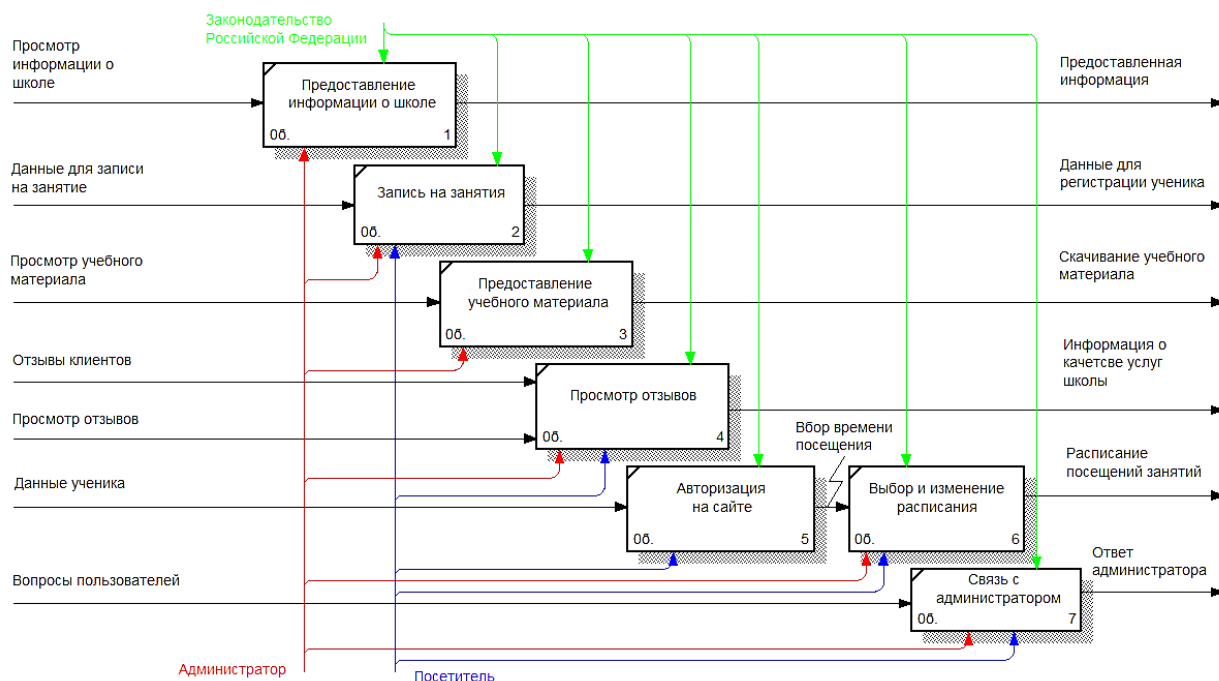 Законодательство
Российской Федерации
Просмотр
информации о
школе
Предоставление
информации о школе
0б.
1
Предоставленная
информация
Данные для записи
на занятие
Запись на занятия
0б.
2
Данные для
регистрации ученика
Просмотр учебного
материала
Предоставление
учебного материала
0б.
3
Скачивание учебного
материала
Отзывы клиентов
Просмотр отзывов
Просмотр отзывов
0б.
4
Информация о
качетсве услуг
школы
Данные ученика
Авторизация
на сайте
0б.
5
Вбор времени
посещения
Выбор и изменение
расписания
0б.
6
Расписание
посещений занятий
Вопросы пользователей
Связь с
администратором
0б.
7
Ответ
администратора
Администратор
Посетитель